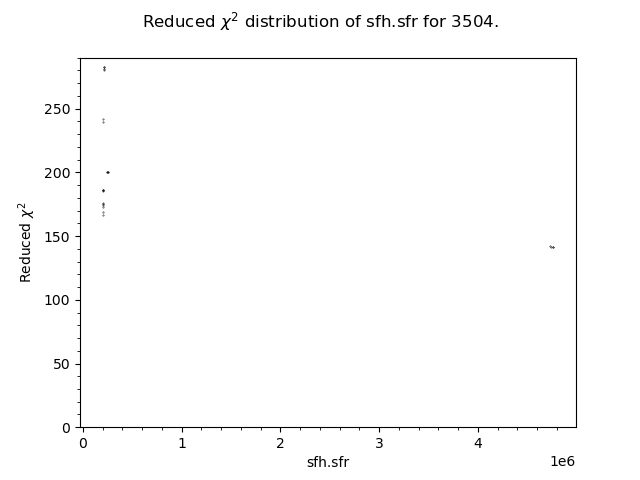 Reduced χ² distribution of sfh.sfr for 3504.
250
200
150
100
50
0
Reduced χ²
0 1 2 3 4
1e6
sfh.sfr